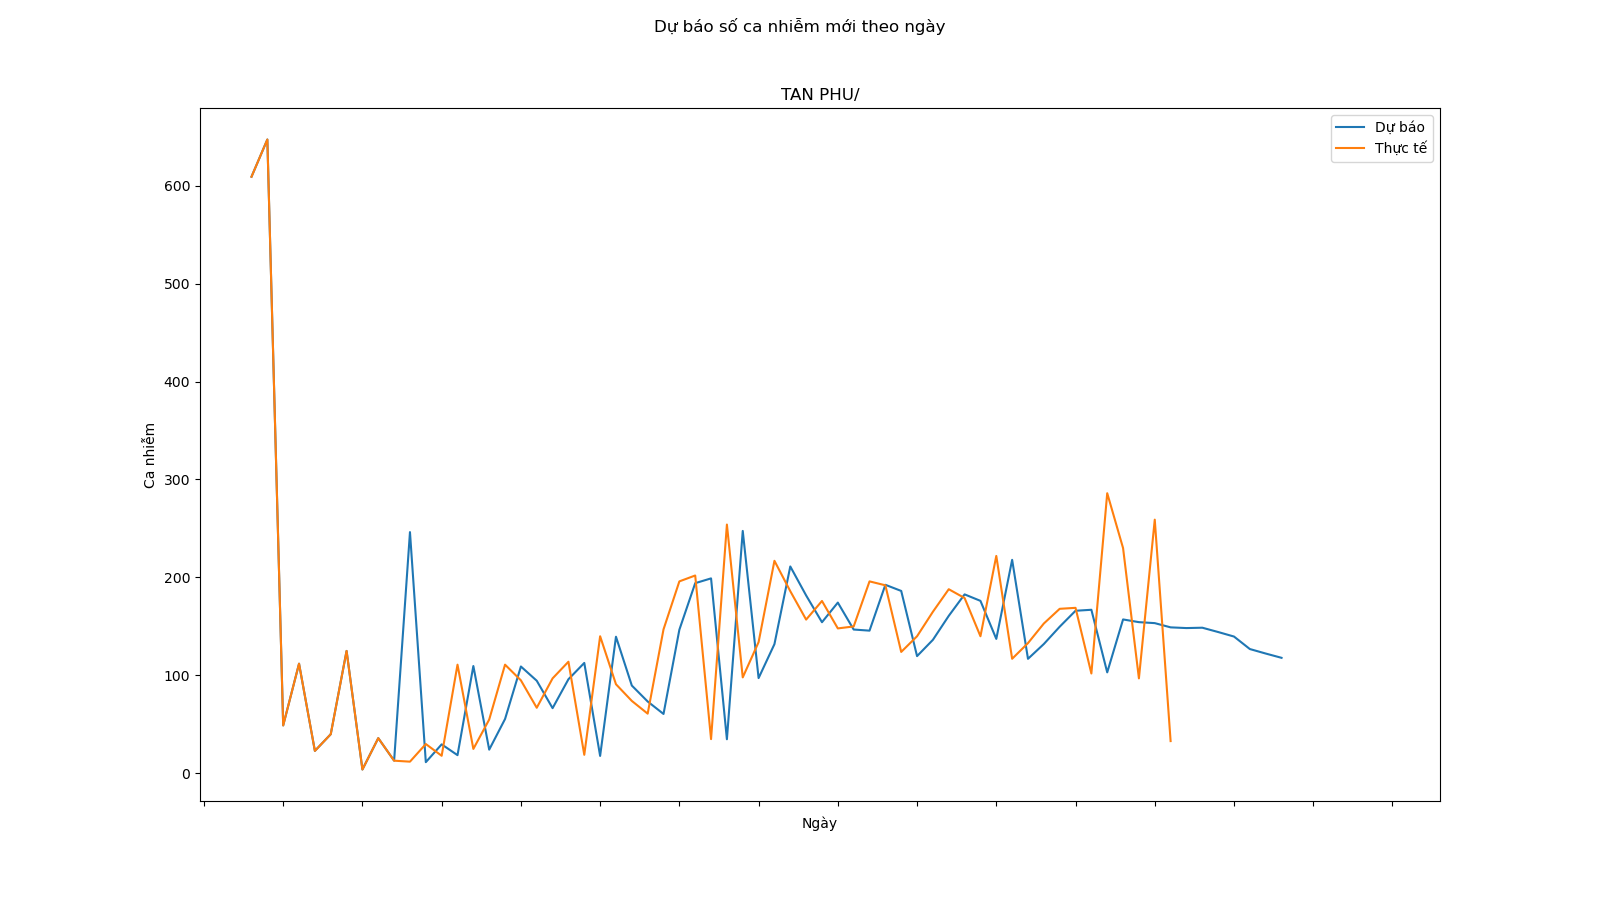 Dự báo số ca nhiễm mới theo ngày
TAN PHU/
Dự báo
Thực tế
600
500
400
300
200
100
0
Ca nhiễm
Ngày